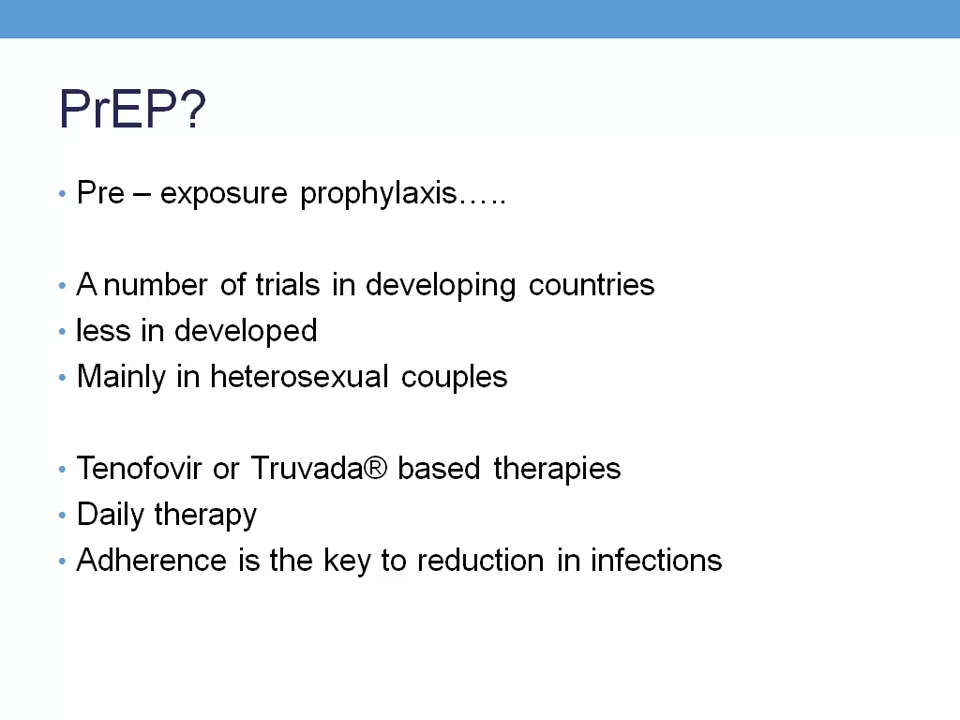 PrEP?
Pre – exposure prophylaxis…..
A number of trials in developing countries
less in developed
Mainly in heterosexual couples
Tenofovir or Truvada® based therapies
Daily therapy
Adherence is the key to reduction in infections